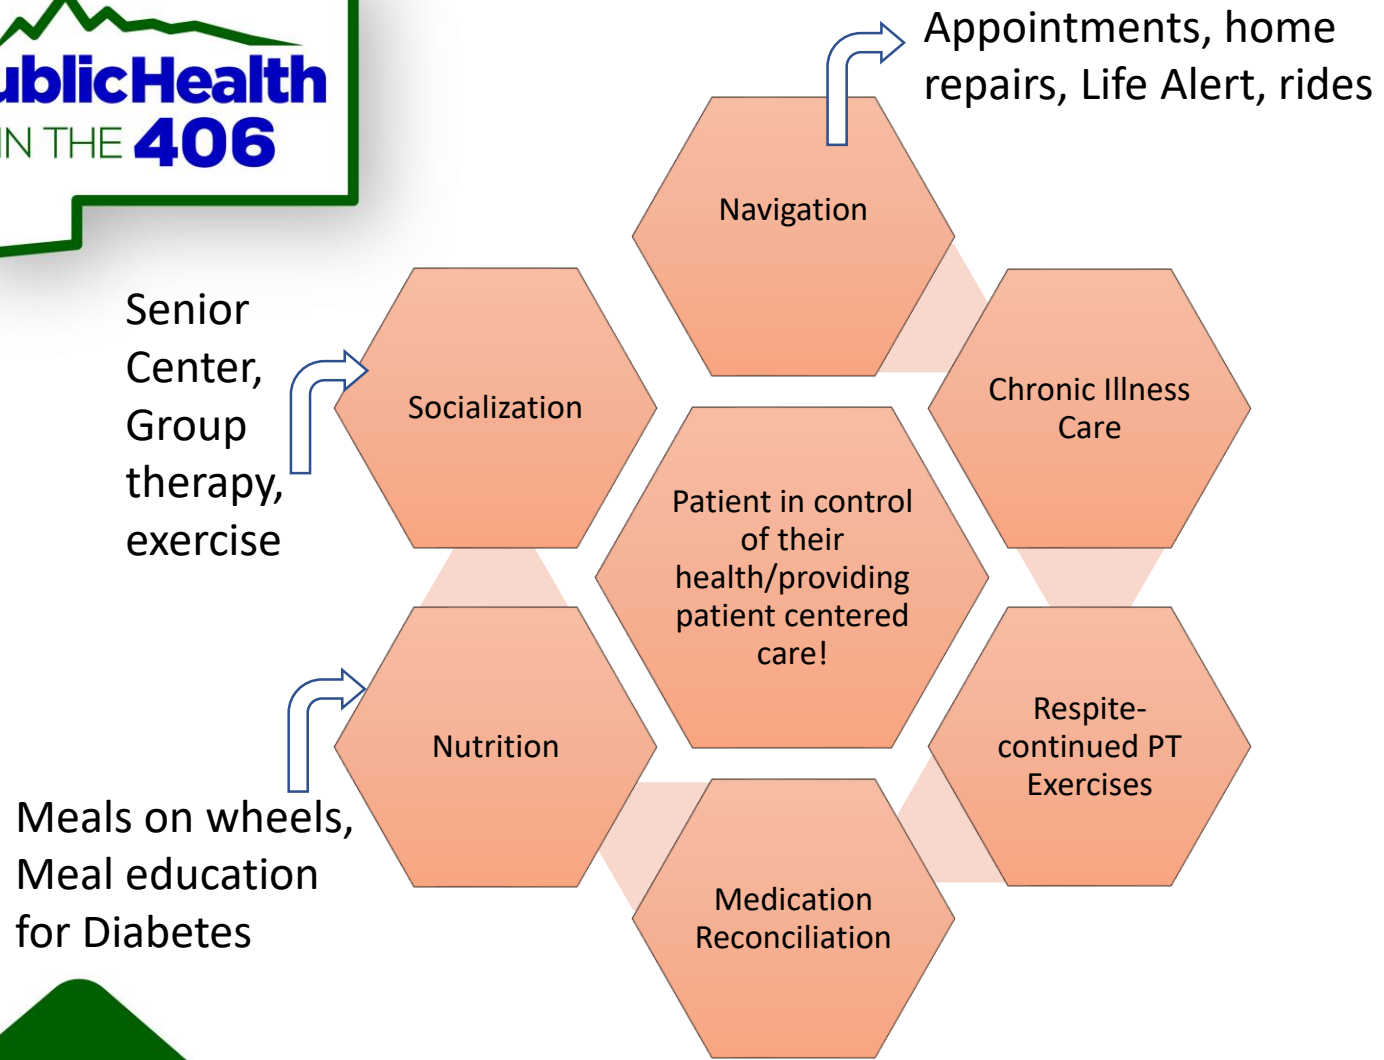 ublicHealth
IN THE 406
Appointments, home
repairs, Life Alert, rides
Navigation
Senior
Center,
Group
therapy,
exercise
Socialization
Chronic Illness
Care
Patient in control
of their
health/providing
patient centered
care!
Nutrition
Respite-
continued PT
Exercises
Meals on wheels,
Meal education
for Diabetes
Medication
Reconciliation